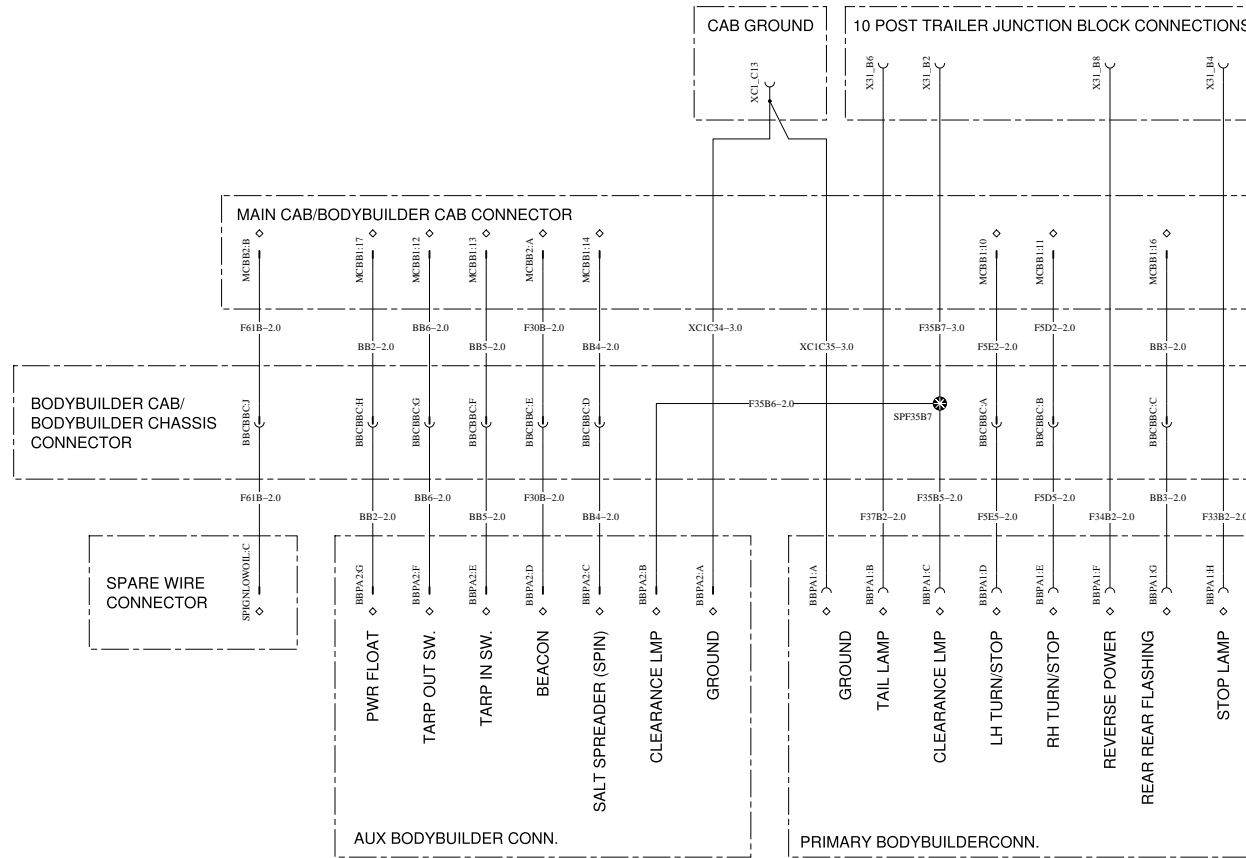 CAB GROUND
10 POST TRAILER JUNCTION BLOCK CONNECTIONS
XC1_C13
X31_B6
X31_B2
X31_B8
X31_B4
MAIN CAB/BODYBUILDER CAB CONNECTOR
MCBB2:B
MCBB1:17
MCBB1:12
MCBB1:13
MCBB2:A
MCBB1:14
MCBB1:10
MCBB1:11
MCBB1:16
F61B–2.0
BB6–2.0
F30B–2.0
XC1C34–3.0
F35B7–3.0
F5D2–2.0
BB2–2.0
BB5–2.0
BB4–2.0
XC1C35–3.0
F5E2–2.0
BB3–2.0
BODYBUILDER CAB/
BODYBUILDER CHASSIS
CONNECTOR
BBCBBC:J
BBCBBC:H
BBCBBC:G
BBCBBC:F
BBCBBC:E
BBCBBC:D
F35B6–2.0
SPF35B7
BBCBBC:A
BBCBBC:B
BBCBBC:C
F61B–2.0
BB6–2.0
F30B–2.0
F35B5–2.0
F5D5–2.0
BB3–2.0
BB2–2.0
BB5–2.0
BB4–2.0
F37B2–2.0
F5E5–2.0
F34B2–2.0
F33B2–2.0
SPARE WIRE
CONNECTOR
SPIGNLOWOIL:C
BBPA2:G
BBPA2:F
BBPA2:E
BBPA2:D
BBPA2:C
BBPA2:B
BBPA2:A
BBPA1:A
BBPA1:B
BBPA1:C
BBPA1:D
BBPA1:E
BBPA1:F
BBPA1:G
BBPA1:H
PWR FLOAT
TARP OUT SW.
TARP IN SW.
BEACON
SALT SPREADER (SPIN)
CLEARANCE LMP
GROUND
GROUND
TAIL LAMP
CLEARANCE LMP
LH TURN/STOP
RH TURN/STOP
REVERSE POWER
REAR REAR FLASHING
STOP LAMP
AUX BODYBUILDER CONN.
PRIMARY BODYBUILDERCONN.